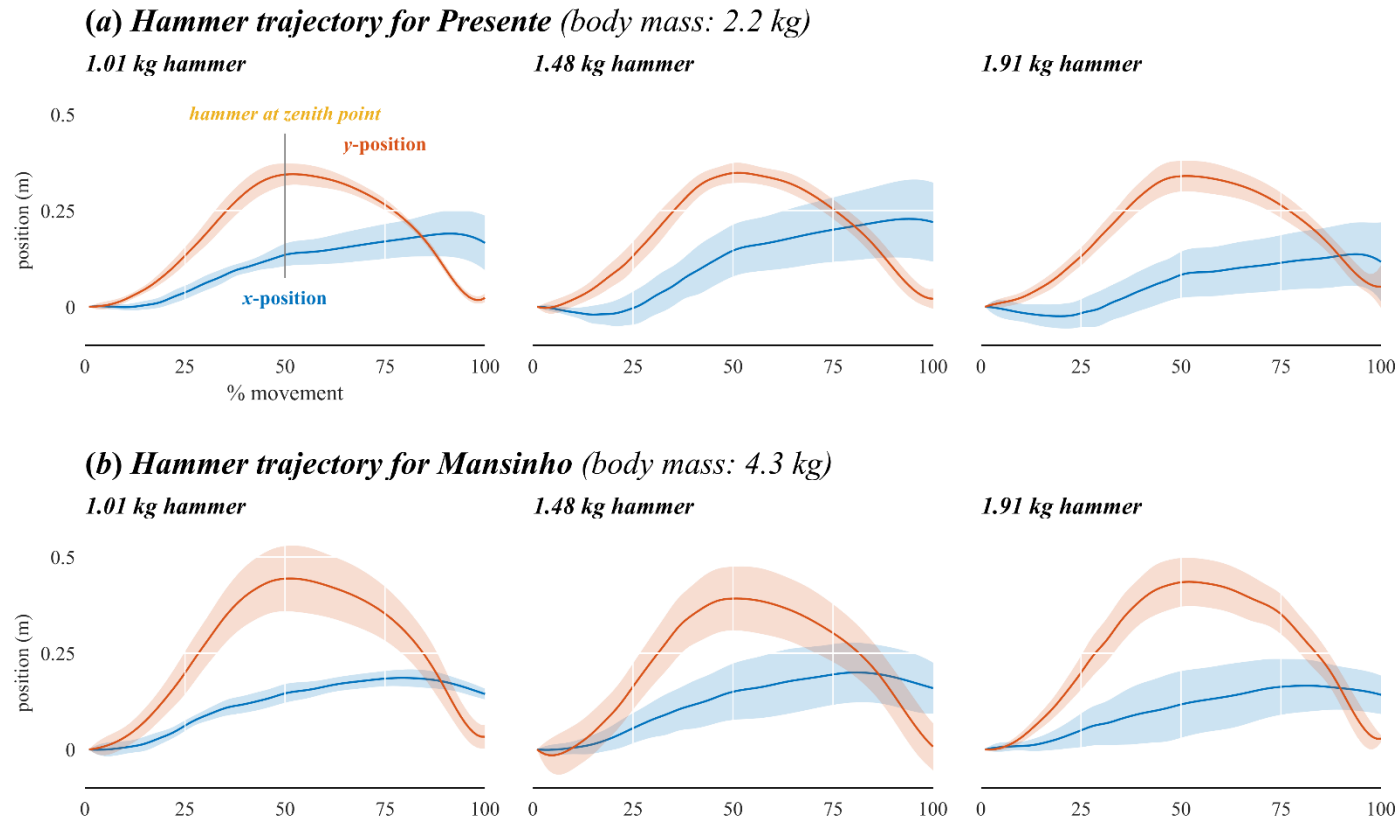 (a) Hammer trajectory for Presente (body mass: 2.2 kg)
1.01 kg hammer
1.48 kg hammer
1.91 kg hammer
hammer at zenith point
y-position
x-position
position (m)
0.5
0.25
0
0 25 50 75 100
0 25 50 75 100
0 25 50 75 100
% movement
(b) Hammer trajectory for Mansinho (body mass: 4.3 kg)
1.01 kg hammer
1.48 kg hammer
1.91 kg hammer
position (m)
0.5
0.25
0
0 25 50 75 100
0 25 50 75 100
0 25 50 75 100